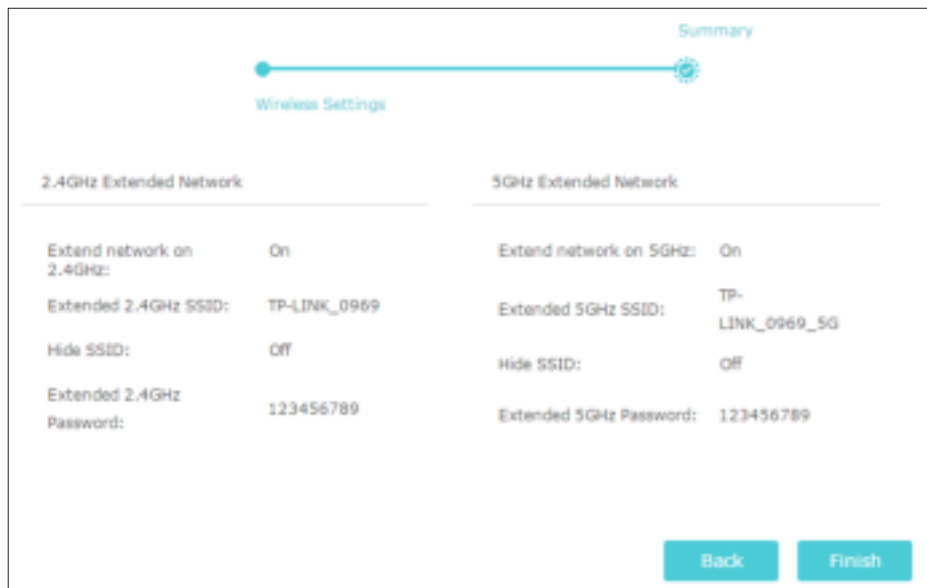 Summary
Wireless Settings
2.4GHz Extended Network
Extend network on
2.4GHz:
On
Extended 2.4GHz SSID:
TP-LINK_0969
Hide SSID:
Off
Extended 2.4GHz
Password:
123456789
5GHz Extended Network
Extend network on 5GHz:
On
Extended 5GHz SSID:
TP-
LINK_0969_5G
Hide SSID:
Off
Extended 5GHz Password:
123456789
Back
Finish